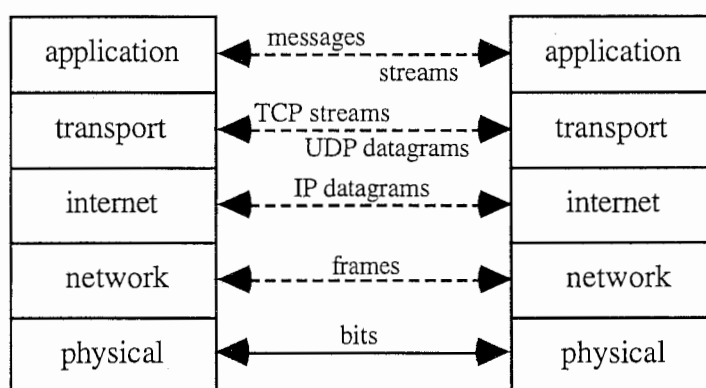 application
messages
streams
application
transport
TCP streams
UDP datagrams
transport
internet
IP datagrams
internet
network
frames
network
physical
bits
physical